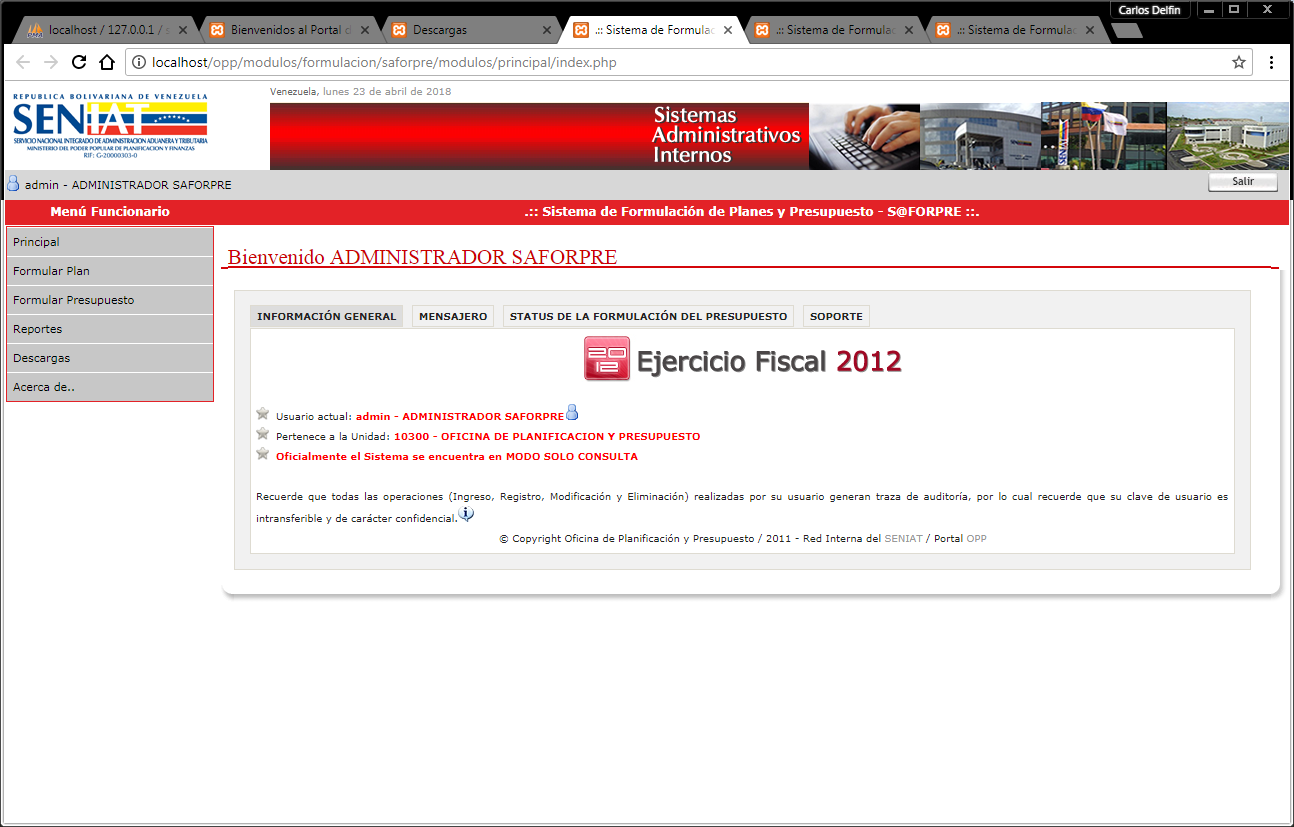 Carlos Delfin
localhost / 127.0.0.1 / s
Bienvenidos al Portal d
Descargas
.:: Sistema de Formulac
.:: Sistema de Formulac
.:: Sistema de Formulac
localhost/opp/modulos/formulacion/saforpre/modulos/principal/index.php
REPUBLICA BOLIVARIANA DE VENEZUELA
SENIAT
SERVICIO NACIONAL INTEGRADO DE ADMINISTRACION ADUANERA Y TRIBUTARIA
MINISTERIO DEL PODER POPULAR DE PLANIFICACION Y FINANZAS
RIF: G-20000303-0
Venezuela, lunes 23 de abril de 2018
Sistemas
Administrativos
Internos
SENIAT
admin - ADMINISTRADOR SAFORPRE
Salir
Menú Funcionario
.:: Sistema de Formulación de Planes y Presupuesto - S@FORPRE ::.
Principal
Formular Plan
Formular Presupuesto
Reportes
Descargas
Acerca de..
Bienvenido ADMINISTRADOR SAFORPRE
INFORMACIÓN GENERAL
MENSAJERO
STATUS DE LA FORMULACIÓN DEL PRESUPUESTO
SOPORTE
2012 Ejercicio Fiscal 2012
Usuario actual: admin - ADMINISTRADOR SAFORPRE
Pertenece a la Unidad: 10300 - OFICINA DE PLANIFICACION Y PRESUPUESTO
Oficialmente el Sistema se encuentra en MODO SOLO CONSULTA
Recuerde que todas las operaciones (Ingreso, Registro, Modificación y Eliminación) realizadas por su usuario generan traza de auditoría, por lo cual recuerde que su clave de usuario es
intransferible y de carácter confidencial.
© Copyright Oficina de Planificación y Presupuesto / 2011 - Red Interna del SENIAT / Portal OPP